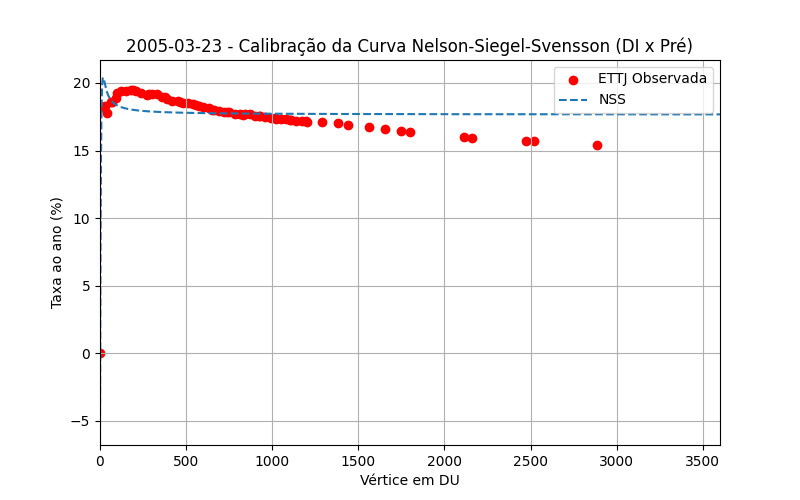 2005-03-23 - Calibração da Curva Nelson-Siegel-Svensson (DI x Pré)
ETTJ Observada
NSS
Taxa ao ano (%)
20
15
10
5
0
−5
0 500 1000 1500 2000 2500 3000 3500
Vértice em DU